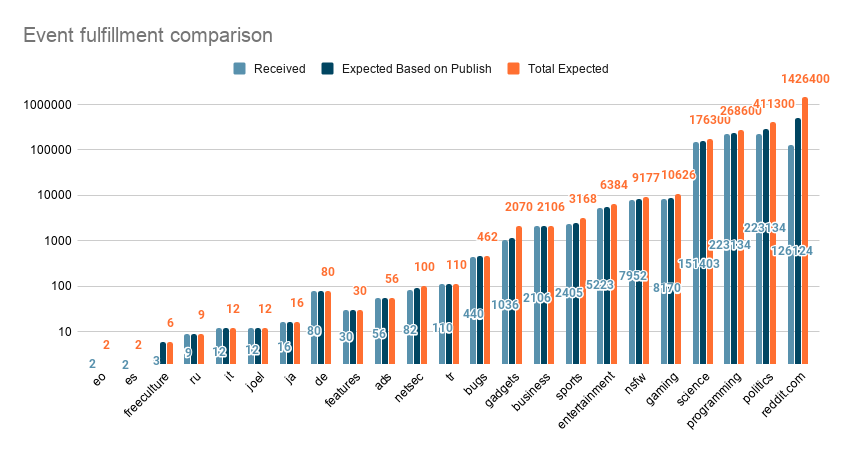 Event fulfillment comparison
Received Expected Based on Publish Total Expected
1000000
100000
10000
1000
100
10
2 2 6 9 12 12 16 80 30 56 100 110 462 2070 2106 3168 6384 9177 10626 176300 268600 411300 1426400
2 2 3 9 12 12 16 80 30 56 82 110 440 1036 2106 2405 5223 7952 8170 151403 223134 223134 126124
eo
es
freeculture
ru
it
joel
ja
de
features
ads
netsec
tr
bugs
gadgets
business
sports
entertainment
nsfw
gaming
science
programming
politics
reddit.com